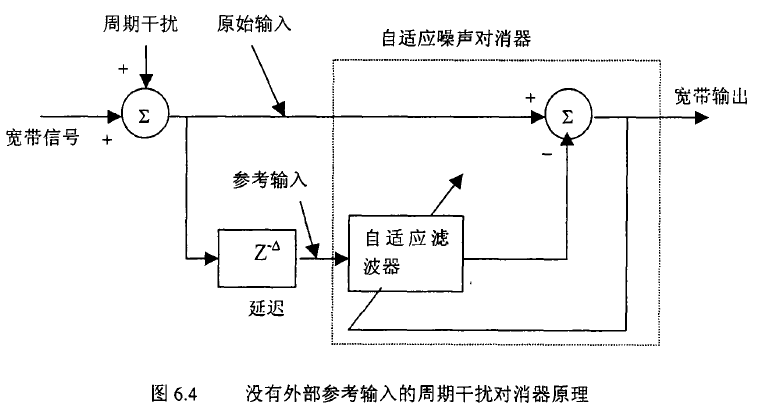 周期干扰
原始输入
自适应噪声对消器
+
Σ
宽带信号
+
+
Σ
宽带输出
−
参考输入
Z-Δ
延迟
自适应滤
波器
图 6.4 没有外部参考输入的周期干扰对消器原理